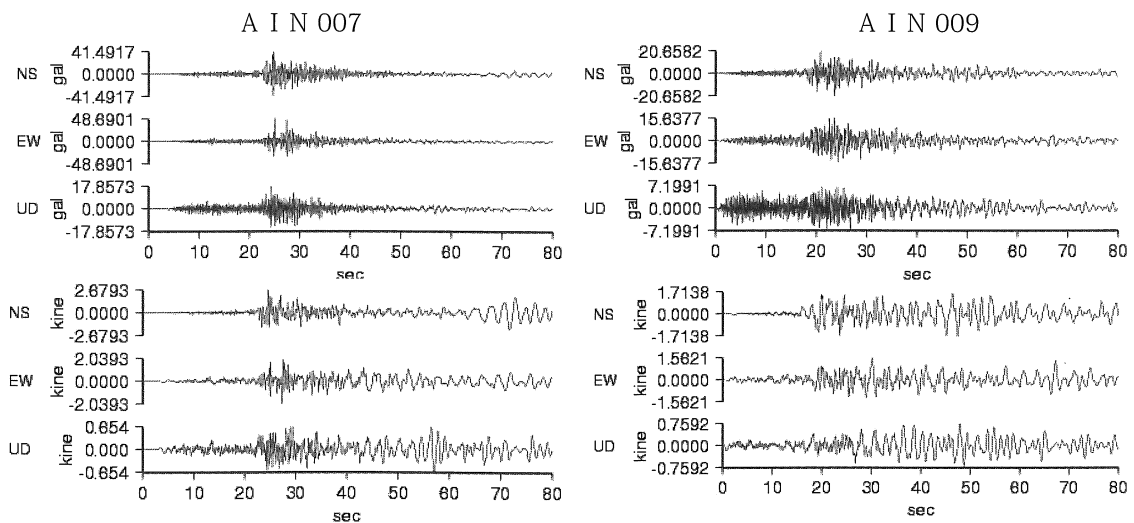 A I N 007
41.4917
NS gal 0.0000
-41.4917
48.6901
EW gal 0.0000
-48.6901
17.8573
UD gal 0.0000
-17.8573
0 10 20 30 40 50 60 70 80
sec
2.6793
NS kine 0.0000
-2.6793
2.0393
EW kine 0.0000
-2.0393
0.654
UD kine 0.000
-0.654
0 10 20 30 40 50 60 70 80
sec
A I N 009
20.6582
NS gal 0.0000
-20.6582
15.6377
EW gal 0.0000
-15.6377
7.1991
UD gal 0.0000
-7.1991
0 10 20 30 40 50 60 70 80
sec
1.7138
NS kine 0.0000
-1.7138
1.5621
EW kine 0.0000
-1.5621
0.7592
UD kine 0.0000
-0.7592
0 10 20 30 40 50 60 70 80
sec